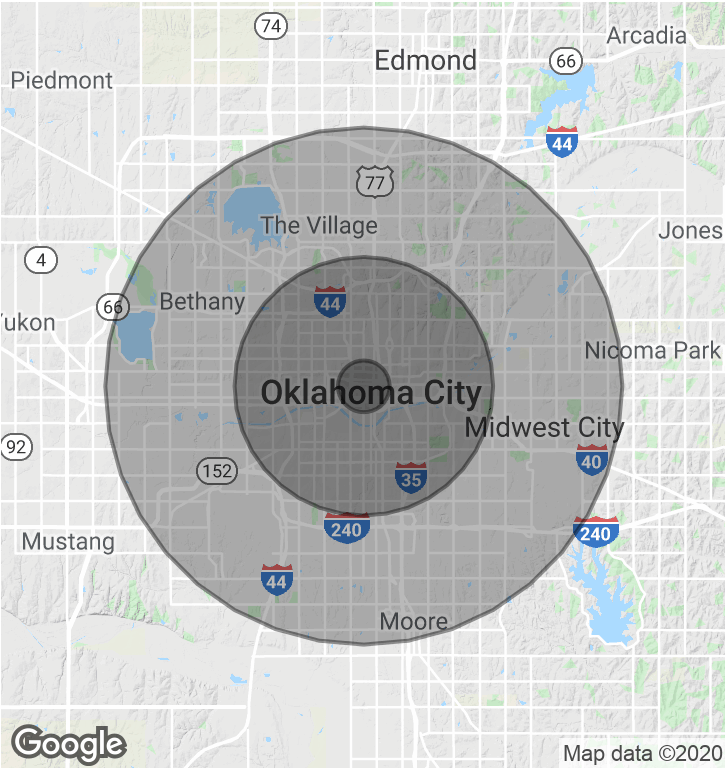 74
Arcadia
Edmond
66
Piedmont
44
77
The Village
Jones
4
Bethany
44
66
Yukon
Nicoma Park
Oklahoma City
Midwest City
92
40
152
35
240
240
Mustang
44
Moore
Google
Map data ©2020